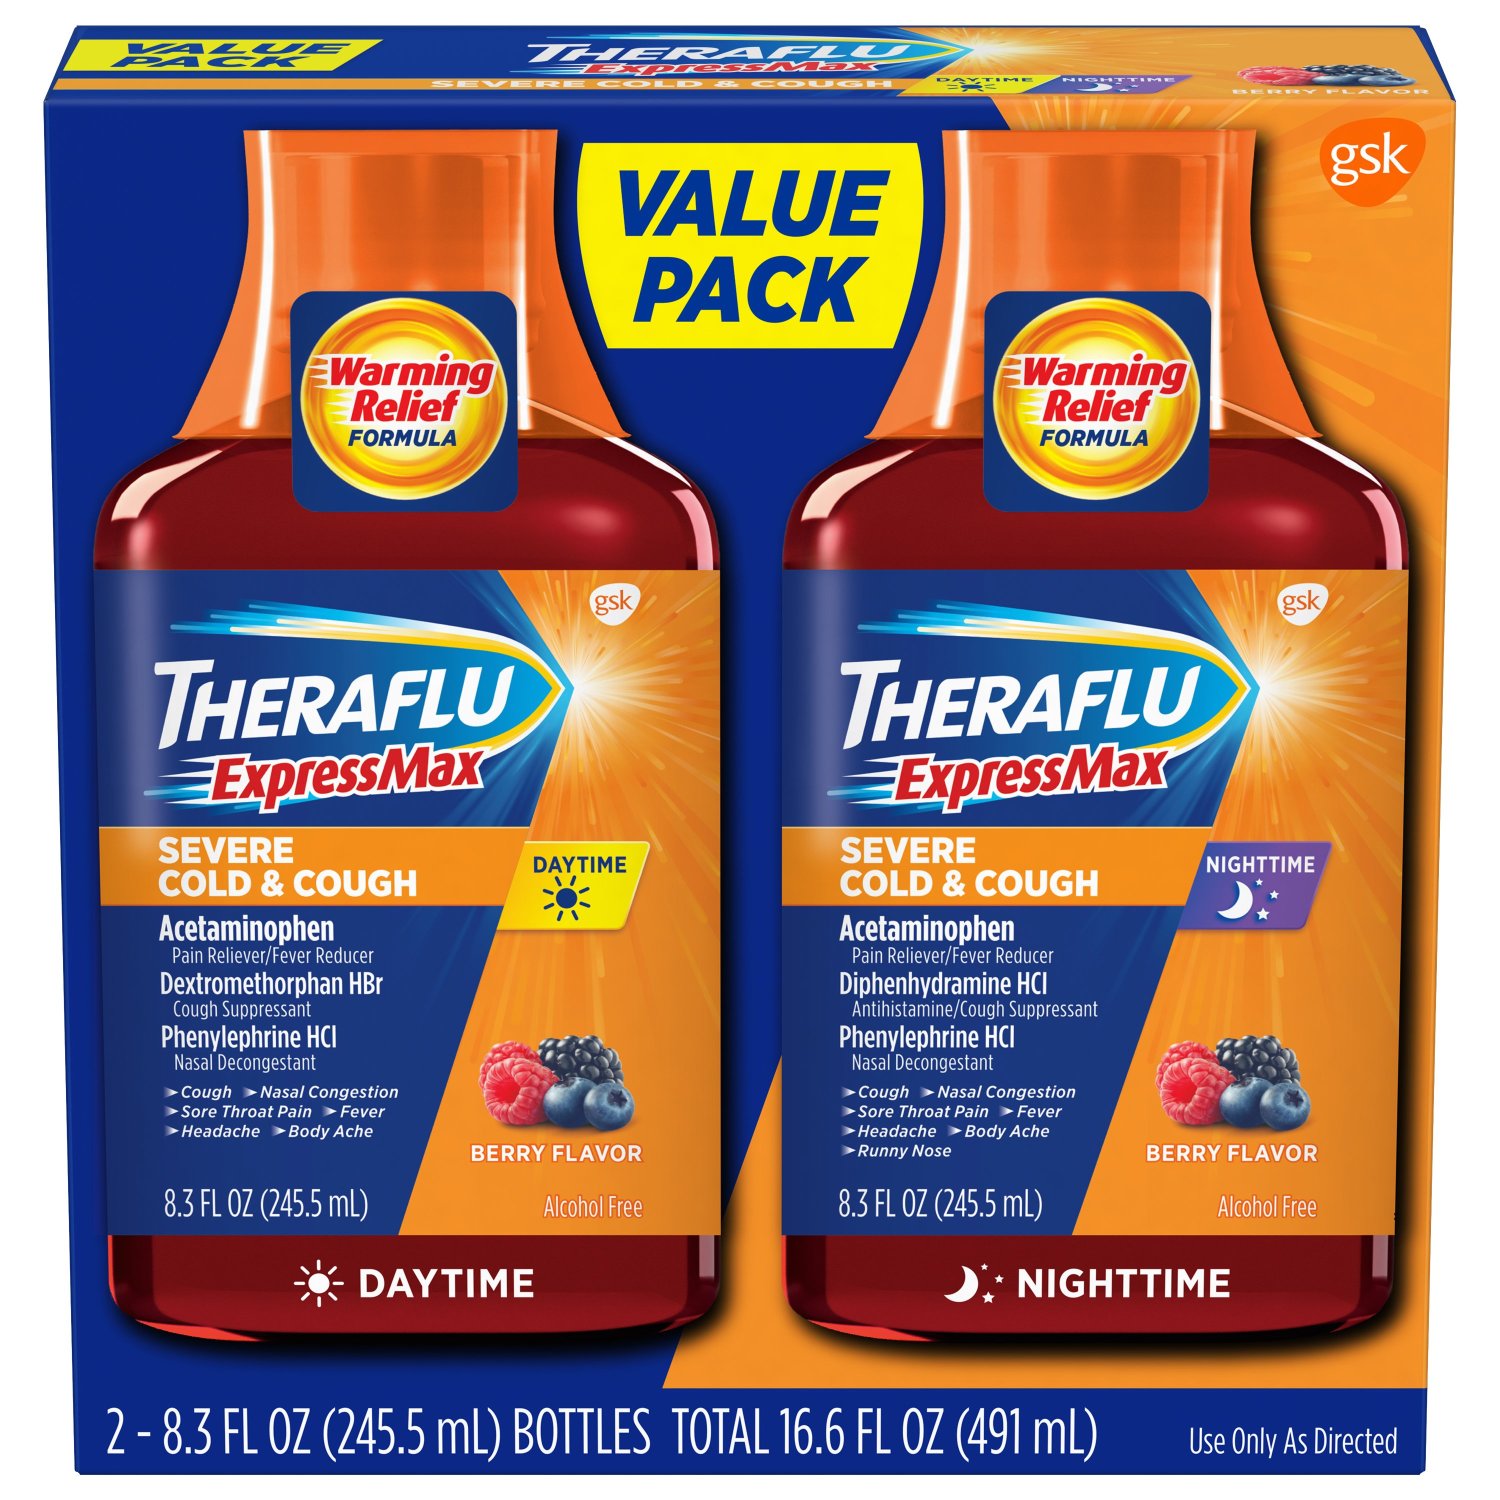 VALUE
PACK
THERAFLU
ExpressMax
SEVERE COLD & COUGH
DAYTIME
NIGHTTIME
BERRY FLAVOR
gsk
VALUE
PACK
Warming
Relief
FORMULA
gsk
THERAFLU
ExpressMax
SEVERE
COLD & COUGH
DAYTIME
Acetaminophen
Pain Reliever/Fever Reducer
Dextromethorphan HBr
Cough Suppressant
Phenylephrine HCl
Nasal Decongestant
Cough Nasal Congestion
Sore Throat Pain Fever
Headache Body Ache
BERRY FLAVOR
8.3 FL OZ (245.5 mL)
Alcohol Free
DAYTIME
Warming
Relief
FORMULA
gsk
THERAFLU
ExpressMax
SEVERE
COLD & COUGH
NIGHTTIME
Acetaminophen
Pain Reliever/Fever Reducer
Diphenhydramine HCl
Antihistamine/Cough Suppressant
Phenylephrine HCl
Nasal Decongestant
Cough Nasal Congestion
Sore Throat Pain Fever
Headache Body Ache
Runny Nose
BERRY FLAVOR
8.3 FL OZ (245.5 mL)
Alcohol Free
NIGHTTIME
2 - 8.3 FL OZ (245.5 mL) BOTTLES TOTAL 16.6 FL OZ (491 mL)
Use Only As Directed